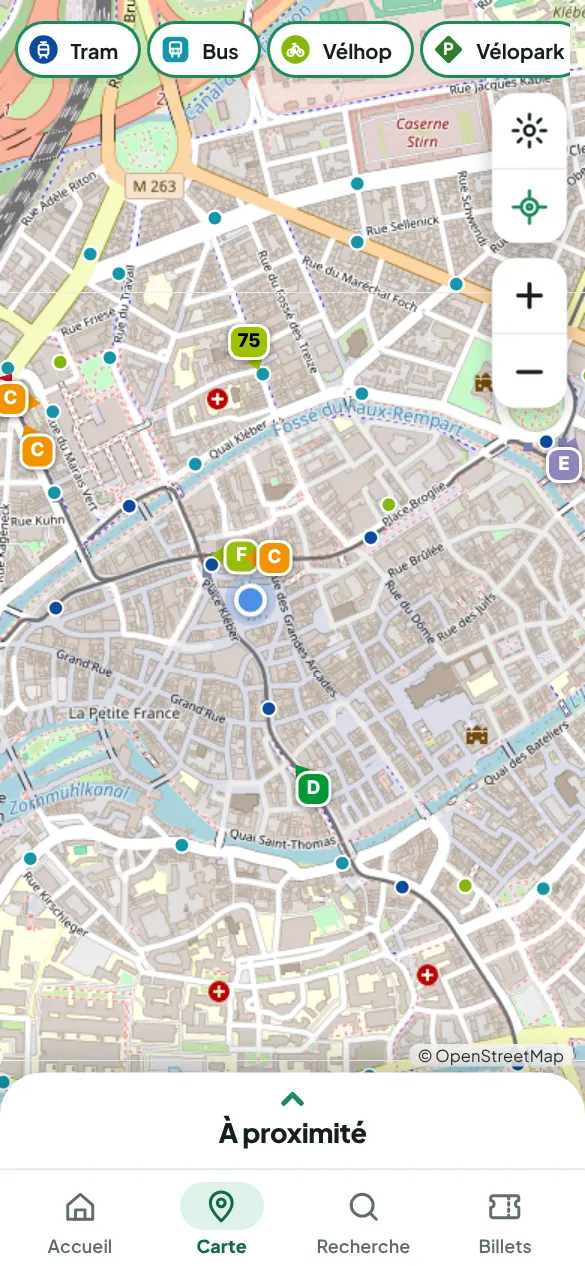 Tram
Bus
Vélhop
P
Vélopark
Canal d
Rue Jacques Kablé
Caserne
Stirn
M 263
Rue Adèle Riton
Rue Sellenick
Rue Schwendi
Rue du Maréchal Foch
Rue du Fossé des Treize
Rue du Travail
Rue Friesé
75
C
C
Fossé du Faux-Rempart
Quai Kléber
E
Rue du Marais Vert
Rue Kuhn
Place Broglie
F
C
Rue Brûlée
Place Kléber
Rue des Grandes Arcades
Rue du Dôme
Rue des Juifs
Grand'Rue
Grand'Rue
La Petite France
Quai des Bateliers
Zornmuhlkanal
D
Quai Saint-Thomas
Rue Kirschleger
© OpenStreetMap
À proximité
Accueil
Carte
Recherche
Billets